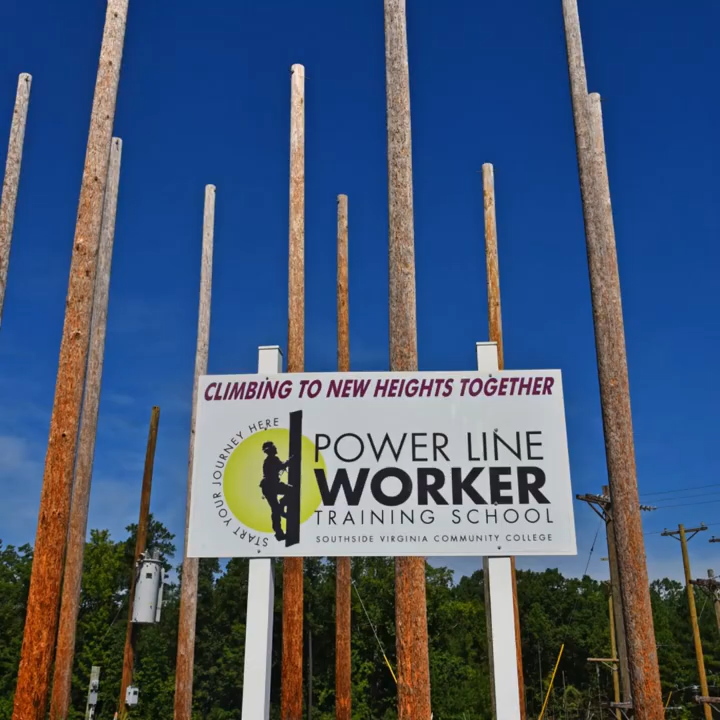 CLIMBING TO NEW HEIGHTS TOGETHER
START YOUR JOURNEY HERE
POWER LINE
WORKER
TRAINING SCHOOL
SOUTHSIDE VIRGINIA COMMUNITY COLLEGE